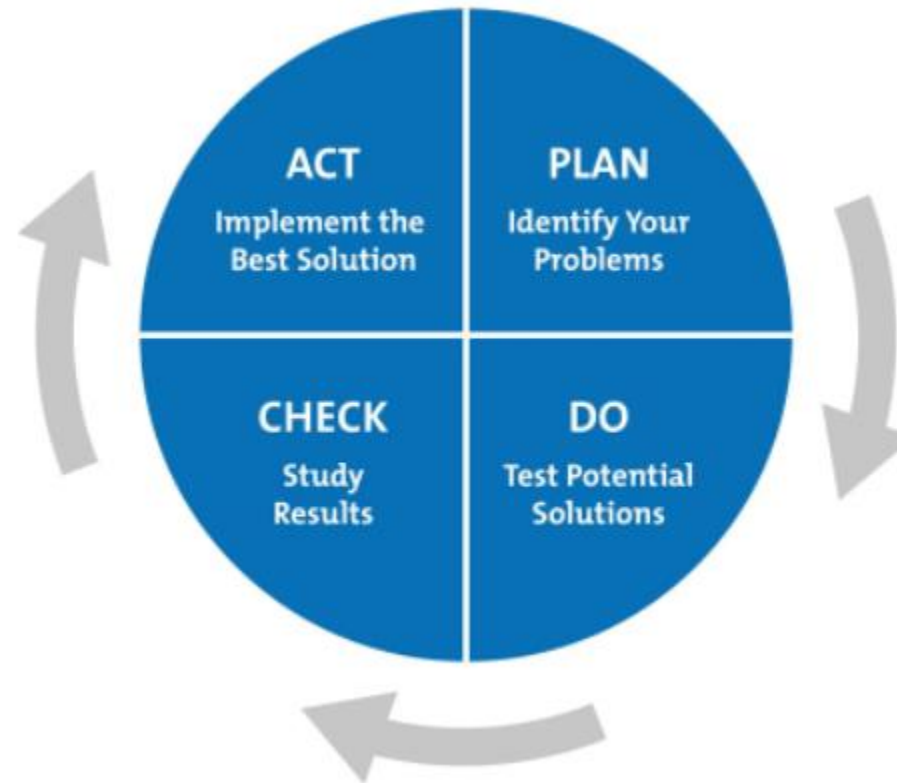 ACT
Implement the
Best Solution
PLAN
Identify Your
Problems
CHECK
Study
Results
DO
Test Potential
Solutions